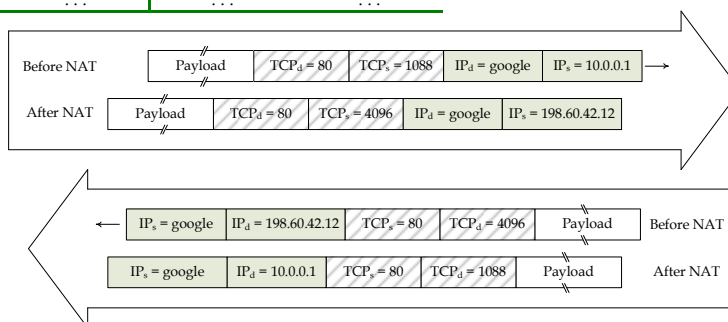 ... ... ...
Before NAT Payload TCPd = 80 TCPs = 1088 IPd = google IPs = 10.0.0.1
After NAT Payload TCPd = 80 TCPs = 4096 IPd = google IPs = 198.60.42.12
IPs = google IPd = 198.60.42.12 TCPs = 80 TCPd = 4096 Payload Before NAT
IPs = google IPd = 10.0.0.1 TCPs = 80 TCPd = 1088 Payload After NAT